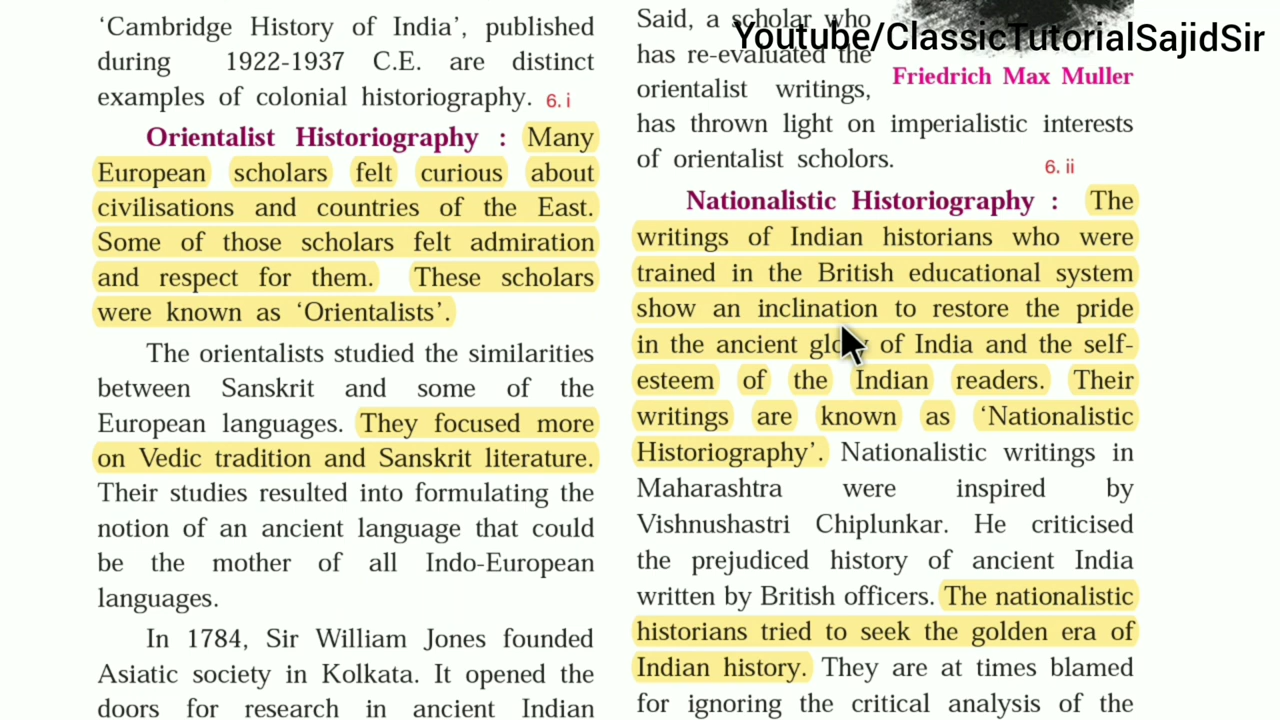 ‘Cambridge History of India’, published
during 1922-1937 C.E. are distinct
examples of colonial historiography. 6. i
Orientalist Historiography : Many
European scholars felt curious about
civilisations and countries of the East.
Some of those scholars felt admiration
and respect for them. These scholars
were known as ‘Orientalists’.
The orientalists studied the similarities
between Sanskrit and some of the
European languages. They focused more
on Vedic tradition and Sanskrit literature.
Their studies resulted into formulating the
notion of an ancient language that could
be the mother of all Indo-European
languages.
In 1784, Sir William Jones founded
Asiatic society in Kolkata. It opened the
doors for research in ancient Indian
Said, a scholar who
Youtube/ClassicTutorialSajidSir
has re-evaluated the
Friedrich Max Muller
orientalist writings,
has thrown light on imperialistic interests
of orientalist scholars.
6. ii
Nationalistic Historiography : The
writings of Indian historians who were
trained in the British educational system
show an inclination to restore the pride
in the ancient glory of India and the self-
esteem of the Indian readers. Their
writings are known as ‘Nationalistic
Historiography’. Nationalistic writings in
Maharashtra were inspired by
Vishnushastri Chiplunkar. He criticised
the prejudiced history of ancient India
written by British officers. The nationalistic
historians tried to seek the golden era of
Indian history. They are at times blamed
for ignoring the critical analysis of the